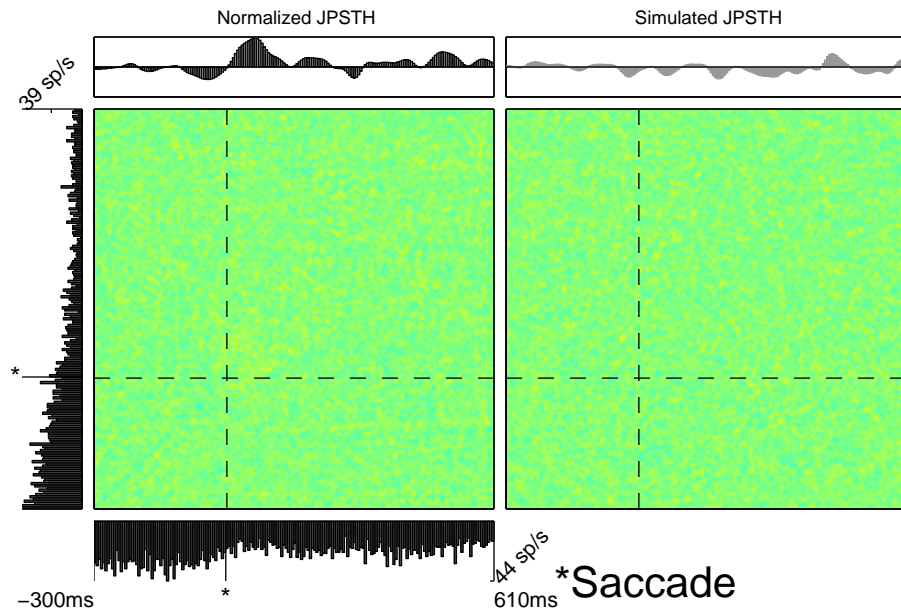 Normalized JPSTH
Simulated JPSTH
39 sp/s
*
44 sp/s
*Saccade
−300ms
*
610ms